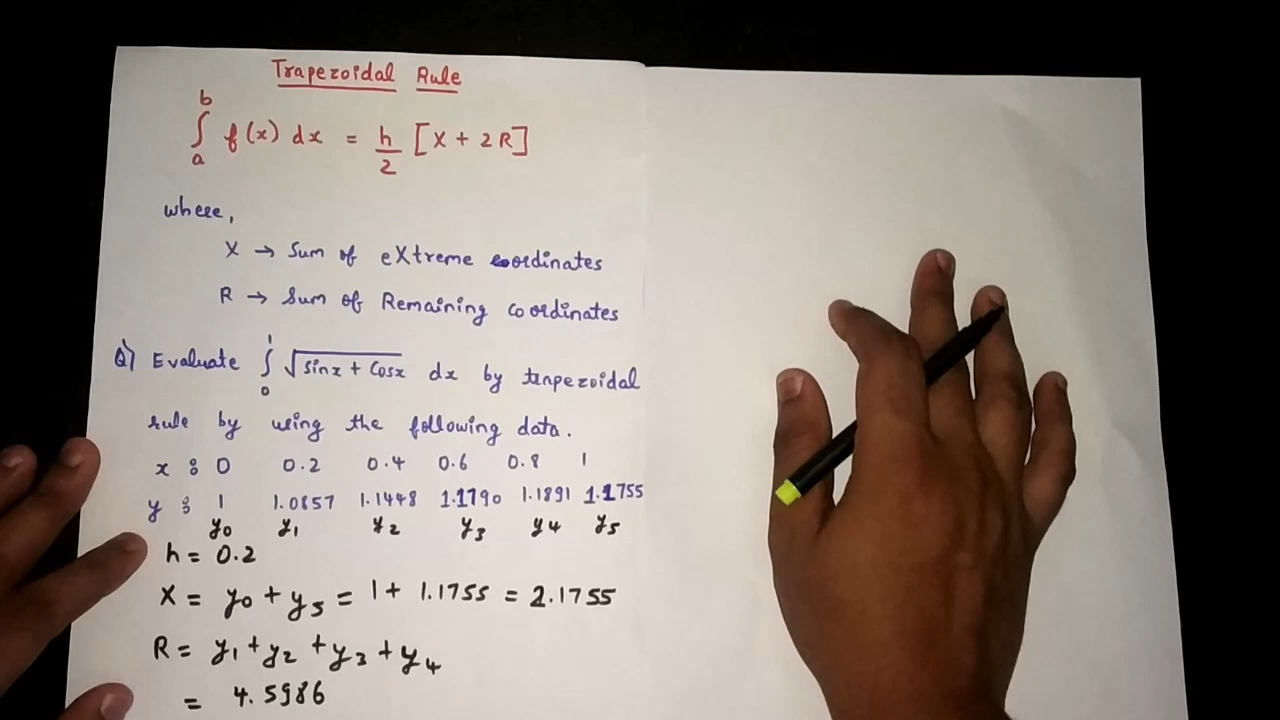 Trapezoidal Rule
∫ₐᵇ f(x) dx = h/2 [X + 2R]
where,
X → Sum of eXtreme coordinates
R → Sum of Remaining coordinates
Q) Evaluate ∫₀¹ √(sinx + Cosx) dx by trapezoidal
rule by using the following data.
x : 0 0.2 0.4 0.6 0.8 1
y : 1 1.0857 1.1448 1.1790 1.1891 1.1755
y₀ y₁ y₂ y₃ y₄ y₅
h = 0.2
X = y₀ + y₅ = 1 + 1.1755 = 2.1755
R = y₁ + y₂ + y₃ + y₄
= 4.5986